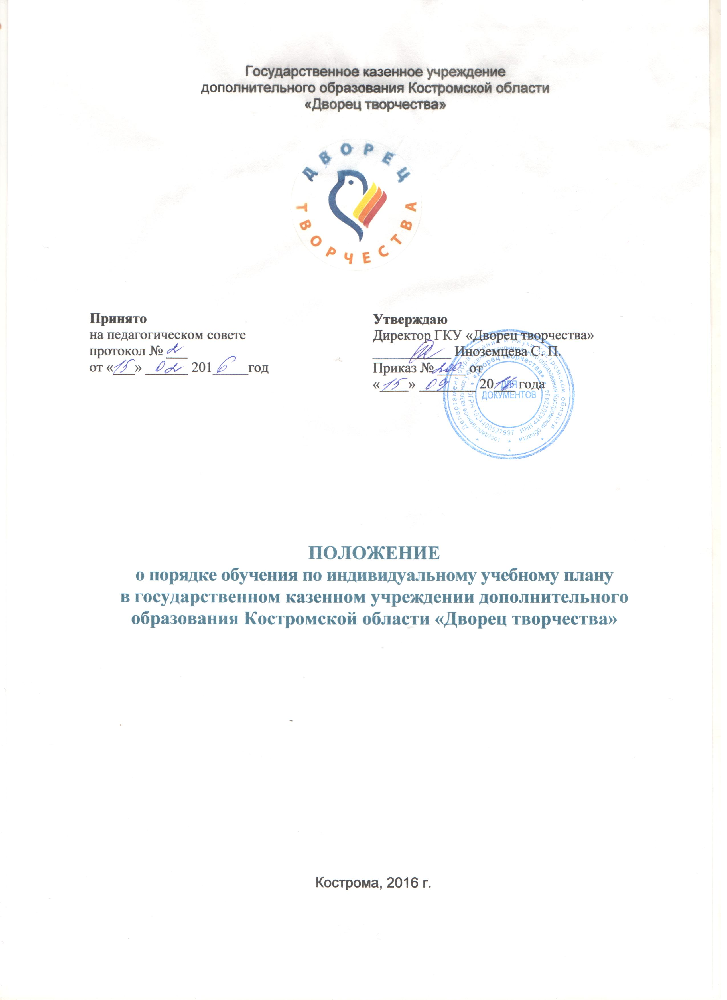 Государственное казенное учреждение
дополнительного образования Костромской области
«Дворец творчества»
ДВОРЕЦ
ТВОРЧЕСТВА
Принято
на педагогическом совете
протокол № 2
от «15» 02 2016 год
Утверждаю
Директор ГКУ «Дворец творчества»
Иноземцева С. П.
Приказ № 200 от
«15» 09 2016 года
Департамент образования и науки Костромской области
Государственное казенное учреждение дополнительного образования Костромской области
«Дворец творчества»
ОГРН 1024400527997 ИНН 4443022434
ДЛЯ
ДОКУМЕНТОВ
ПОЛОЖЕНИЕ
о порядке обучения по индивидуальному учебному плану
в государственном казенном учреждении дополнительного
образования Костромской области «Дворец творчества»
Кострома, 2016 г.